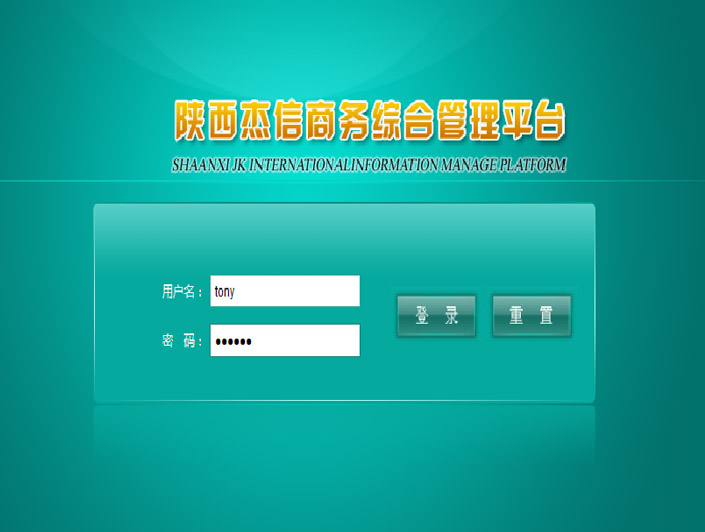 陕西杰信商务综合管理平台
SHAANXI JK INTERNATIONALINFORMATION MANAGE PLATFORM
用户名： tony
登 录 重 置
密 码： ●●●●●●